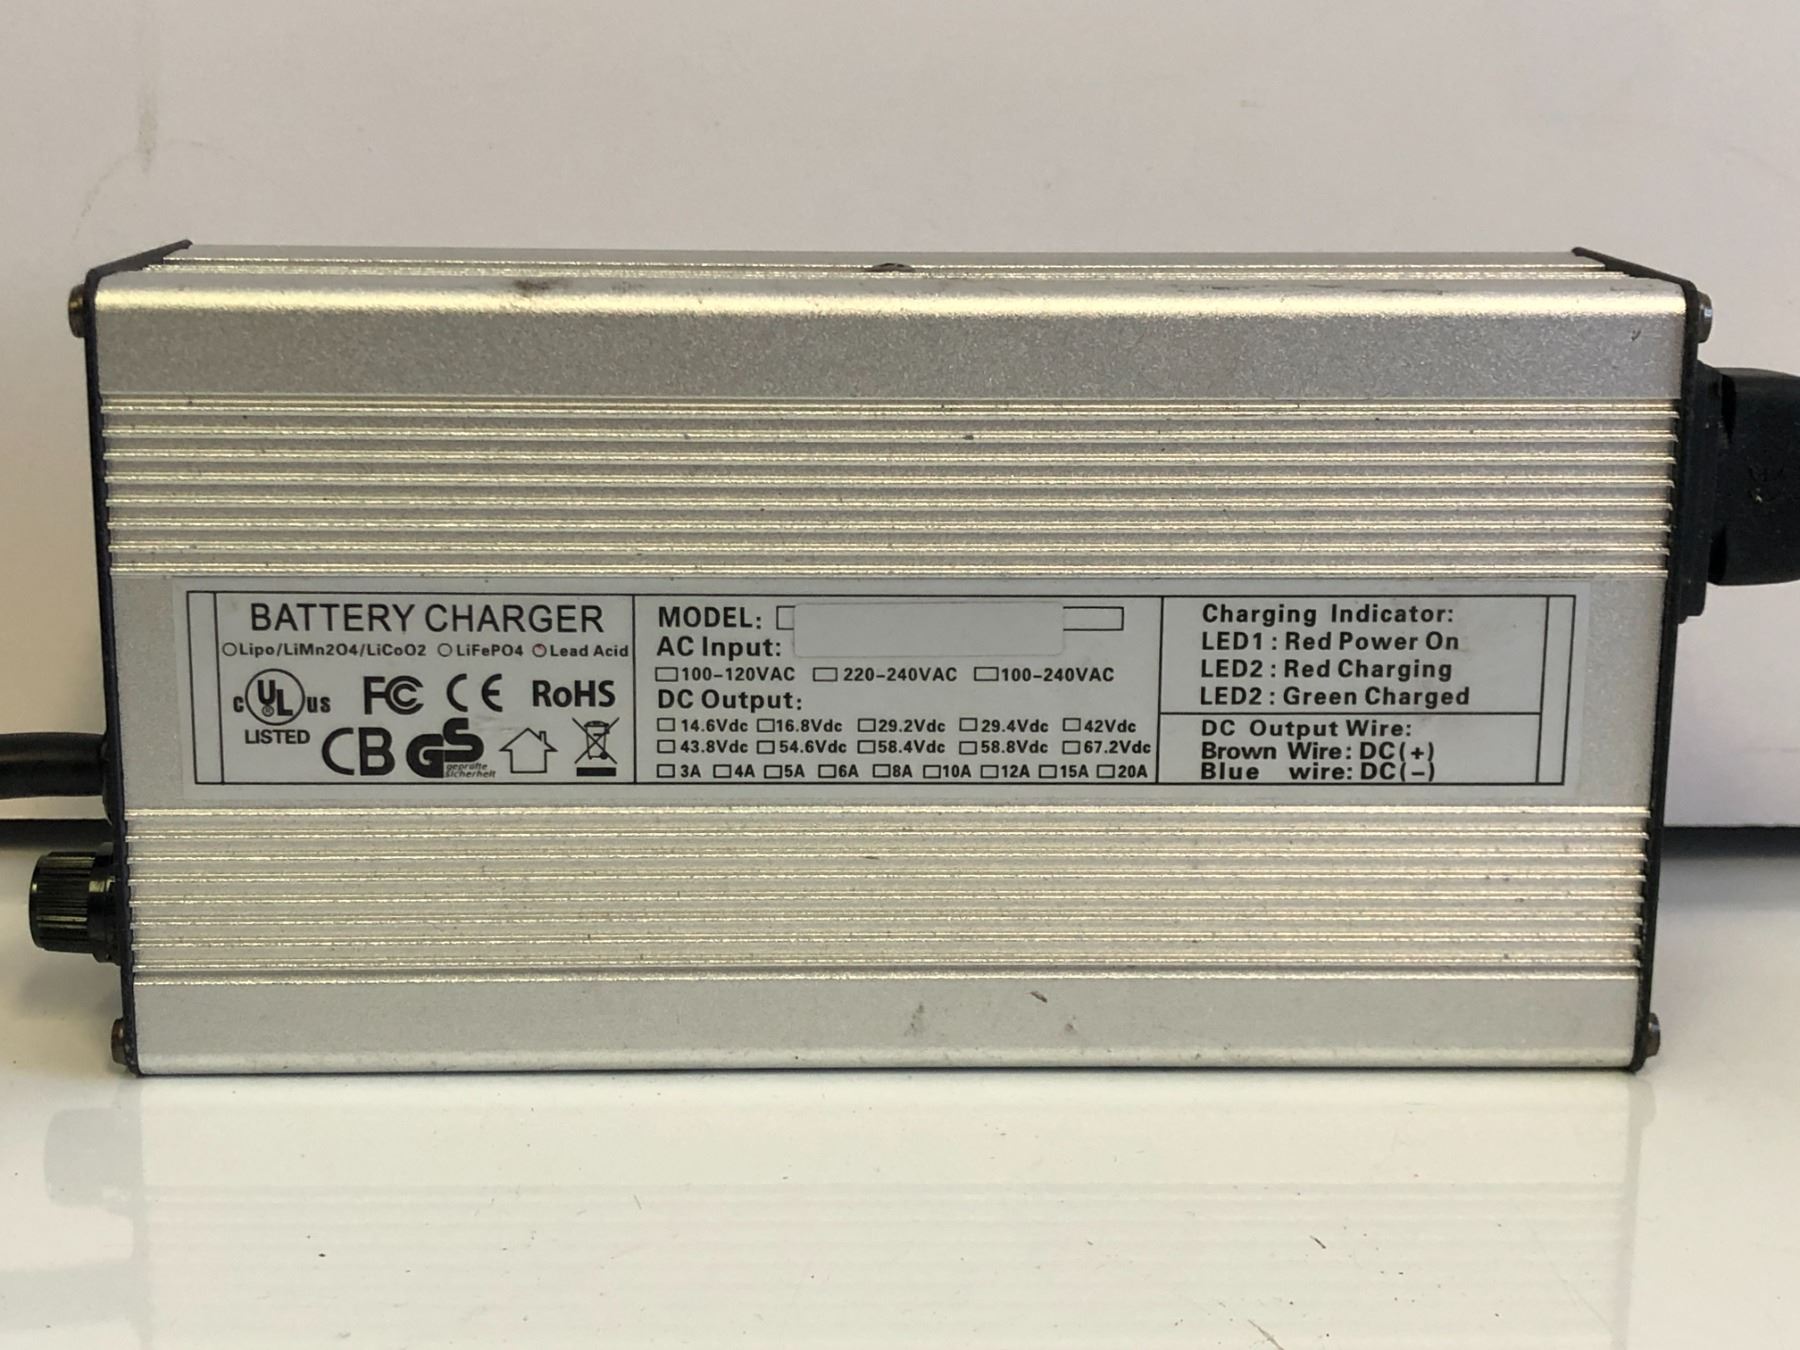 BATTERY CHARGER
○Lipo/LiMn2O4/LiCoO2 ○LiFePO4 ○Lead Acid
c UL ® us
LISTED
FC CE RoHS
CB GS
geprüfte
Sicherheit
MODEL:
AC Input:
□100-120VAC □220-240VAC □100-240VAC
DC Output:
□14.6Vdc □16.8Vdc □29.2Vdc □29.4Vdc □42Vdc
□43.8Vdc □54.6Vdc □58.4Vdc □58.8Vdc □67.2Vdc
□3A □4A □5A □6A □8A □10A □12A □15A □20A
Charging Indicator:
LED1 : Red Power On
LED2 : Red Charging
LED2 : Green Charged
DC Output Wire:
Brown Wire: DC(+)
Blue wire: DC(-)